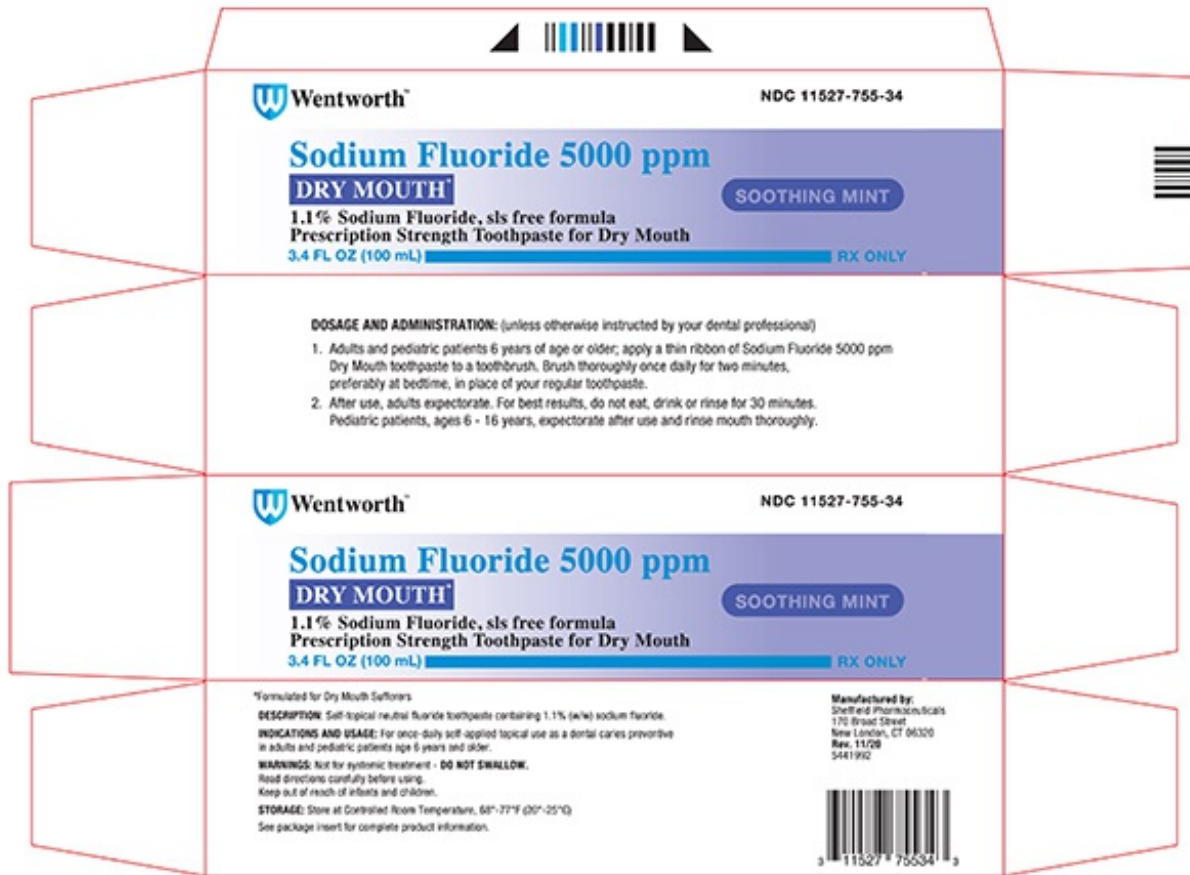 Wentworth™
NDC 11527-755-34
Sodium Fluoride 5000 ppm
DRY MOUTH*
SOOTHING MINT
1.1% Sodium Fluoride, sls free formula
Prescription Strength Toothpaste for Dry Mouth
3.4 FL OZ (100 mL)
RX ONLY
DOSAGE AND ADMINISTRATION: (unless otherwise instructed by your dental professional)
1. Adults and pediatric patients 6 years of age or older; apply a thin ribbon of Sodium Fluoride 5000 ppm
Dry Mouth toothpaste to a toothbrush. Brush thoroughly once daily for two minutes,
preferably at bedtime, in place of your regular toothpaste.
2. After use, adults expectorate. For best results, do not eat, drink or rinse for 30 minutes.
Pediatric patients, ages 6 - 16 years, expectorate after use and rinse mouth thoroughly.
Wentworth™
NDC 11527-755-34
Sodium Fluoride 5000 ppm
DRY MOUTH*
SOOTHING MINT
1.1% Sodium Fluoride, sls free formula
Prescription Strength Toothpaste for Dry Mouth
3.4 FL OZ (100 mL)
RX ONLY
*Formulated for Dry Mouth Sufferers
DESCRIPTION: Self-topical neutral fluoride toothpaste containing 1.1% (w/w) sodium fluoride.
INDICATIONS AND USAGE: For once-daily self-applied topical use as a dental caries preventive
in adults and pediatric patients age 6 years and older.
WARNINGS: Not for systemic treatment - DO NOT SWALLOW.
Read directions carefully before using.
Keep out of reach of infants and children.
STORAGE: Store at Controlled Room Temperature, 68°-77°F (20°-25°C)
See package insert for complete product information.
Manufactured by:
Sheffield Pharmaceuticals
170 Broad Street
New London, CT 06320
Rev. 11/20
S441992
3 11527 75534 3